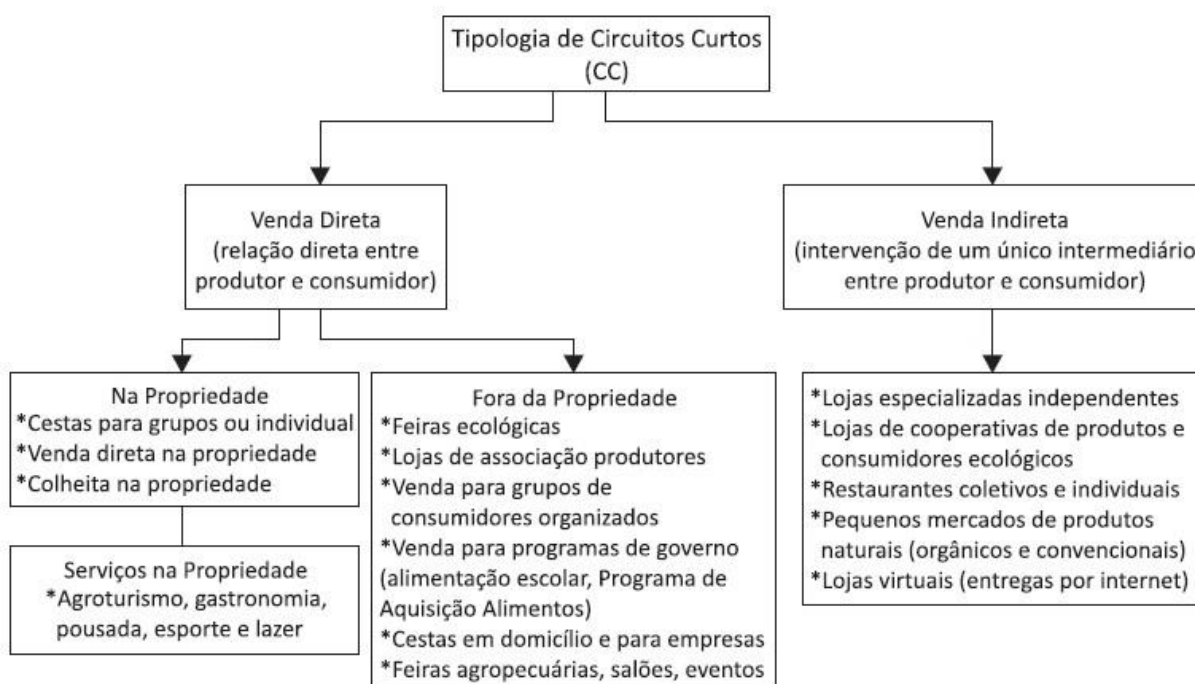 Tipologia de Circuitos Curtos
(CC)
Venda Direta
(relação direta entre
produtor e consumidor)
Venda Indireta
(intervenção de um único intermediário
entre produtor e consumidor)
Na Propriedade
*Cestas para grupos ou individual
*Venda direta na propriedade
*Colheita na propriedade
Serviços na Propriedade
*Agroturismo, gastronomia,
pousada, esporte e lazer
Fora da Propriedade
*Feiras ecológicas
*Lojas de associação produtores
*Venda para grupos de
consumidores organizados
*Venda para programas de governo
(alimentação escolar, Programa de
Aquisição Alimentos)
*Cestas em domicílio e para empresas
*Feiras agropecuárias, salões, eventos
*Lojas especializadas independentes
*Lojas de cooperativas de produtos e
consumidores ecológicos
*Restaurantes coletivos e individuais
*Pequenos mercados de produtos
naturais (orgânicos e convencionais)
*Lojas virtuais (entregas por internet)